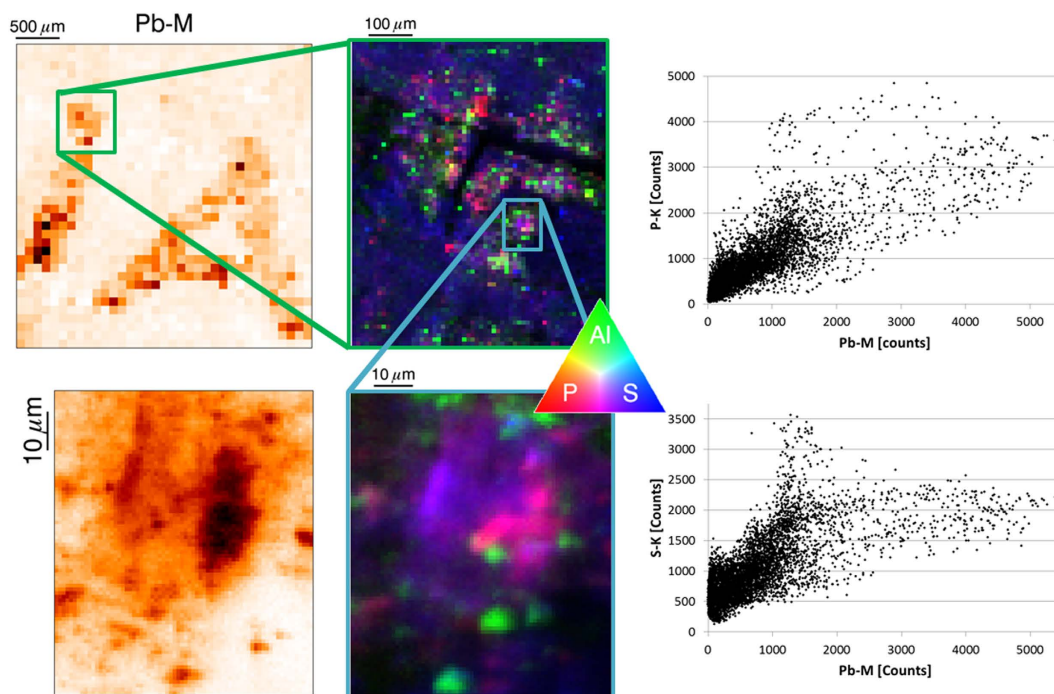 500 μm
Pb-M
100 μm
10 μm
10 μm
Al
P
S
5000
4000
3000
2000
1000
0
P-K [Counts]
0 1000 2000 3000 4000 5000
Pb-M [counts]
3500
3000
2500
2000
1500
1000
500
0
S-K [Counts]
0 1000 2000 3000 4000 5000
Pb-M [Counts]